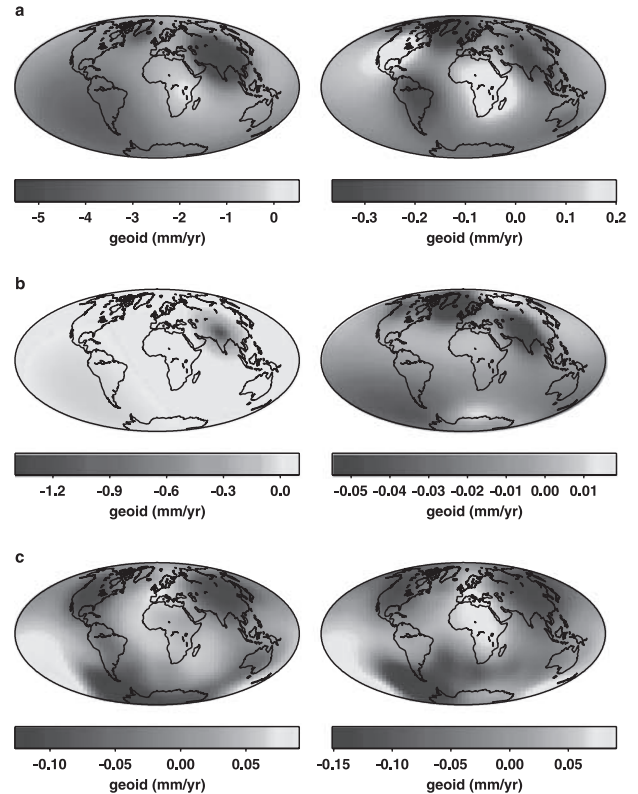 a
-5 -4 -3 -2 -1 0
geoid (mm/yr)
-0.3 -0.2 -0.1 0.0 0.1 0.2
geoid (mm/yr)
b
-1.2 -0.9 -0.6 -0.3 0.0
geoid (mm/yr)
-0.05 -0.04 -0.03 -0.02 -0.01 0.00 0.01
geoid (mm/yr)
c
-0.10 -0.05 0.00 0.05
geoid (mm/yr)
-0.15 -0.10 -0.05 0.00 0.05
geoid (mm/yr)